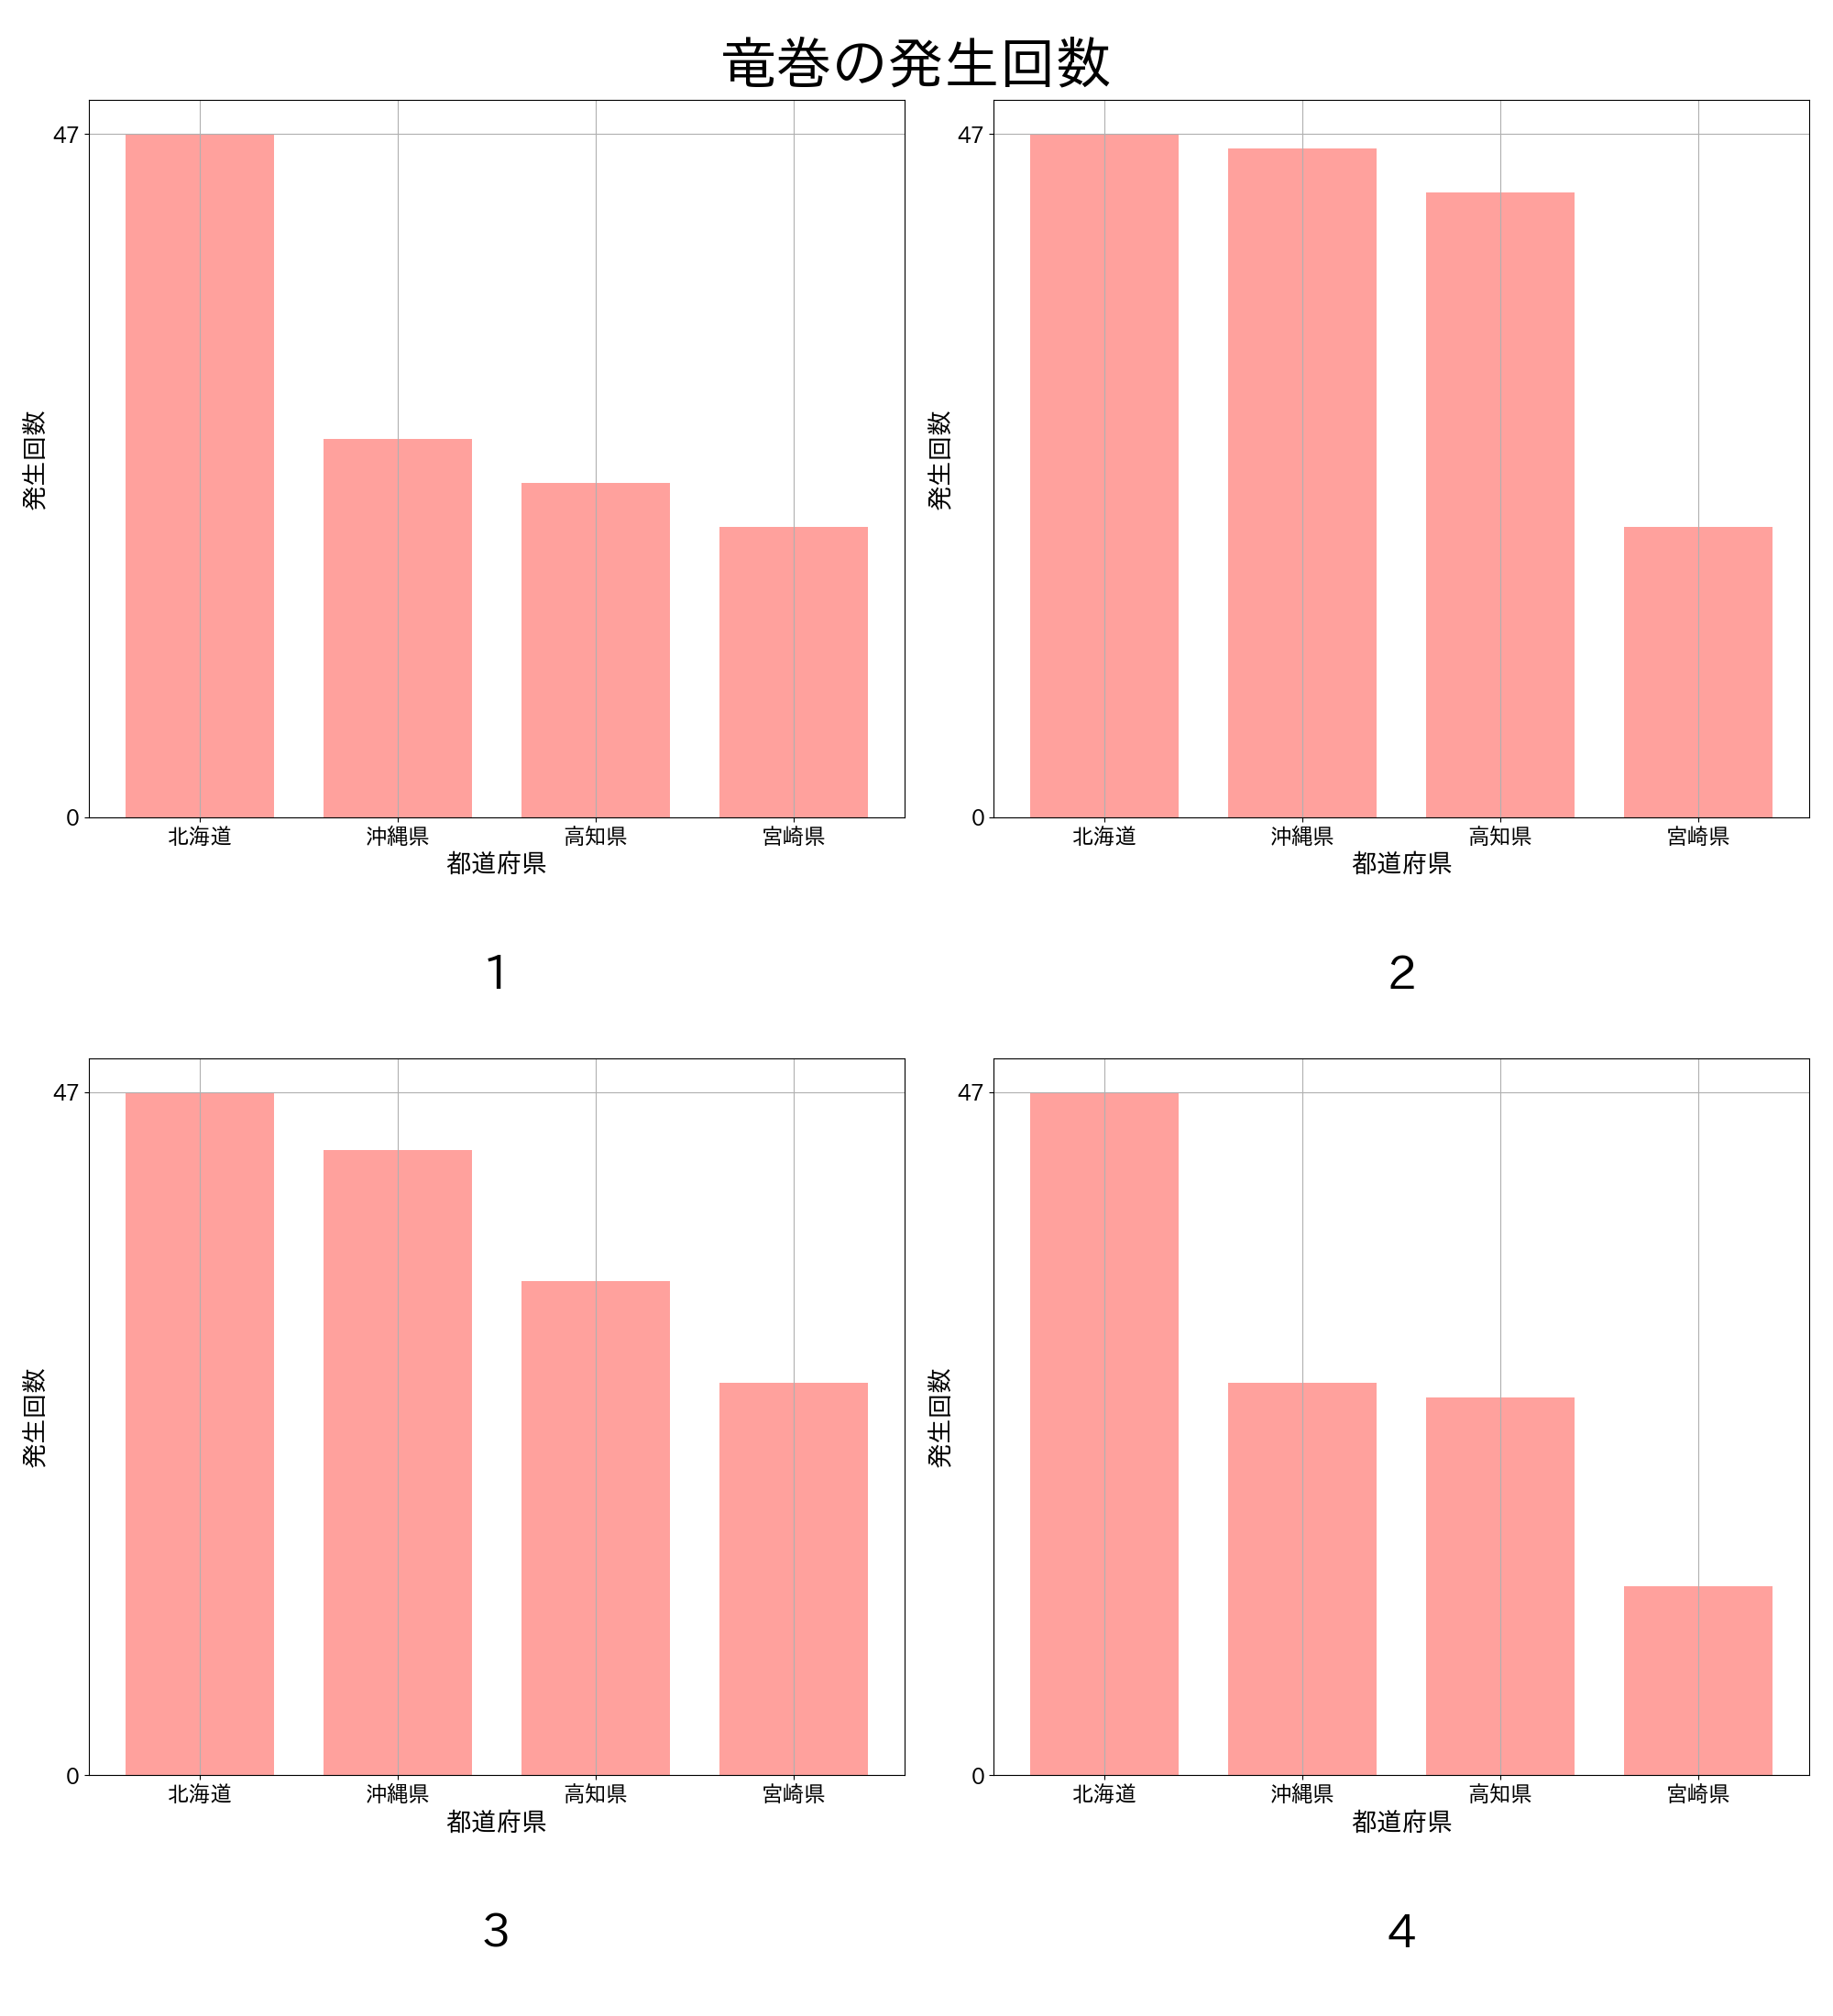 竜巻の発生回数
47
0
発生回数
北海道 沖縄県 高知県 宮崎県
都道府県
1
47
0
発生回数
北海道 沖縄県 高知県 宮崎県
都道府県
2
47
0
発生回数
北海道 沖縄県 高知県 宮崎県
都道府県
3
47
0
発生回数
北海道 沖縄県 高知県 宮崎県
都道府県
4